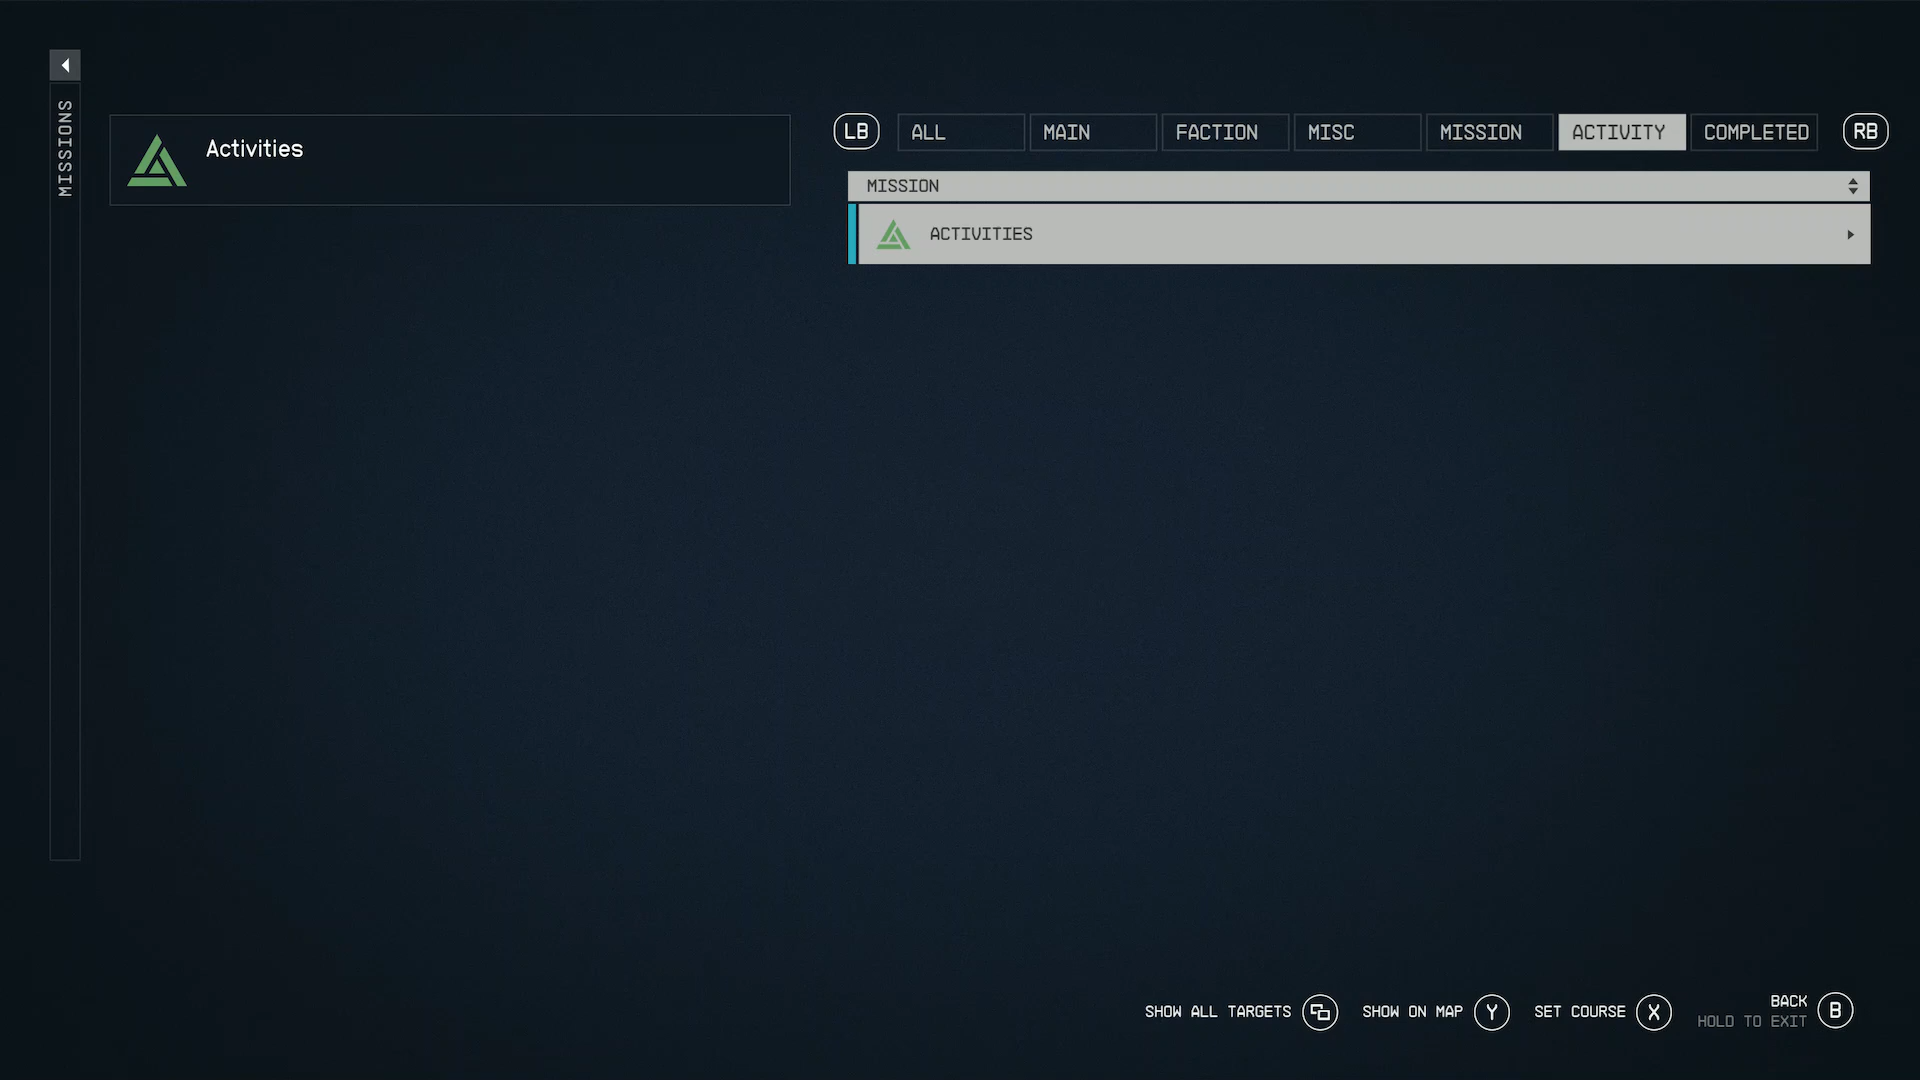 MISSIONS
Activities
LB ALL MAIN FACTION MISC MISSION ACTIVITY COMPLETED RB
MISSION
ACTIVITIES
SHOW ALL TARGETS SHOW ON MAP Y SET COURSE X BACK B
HOLD TO EXIT